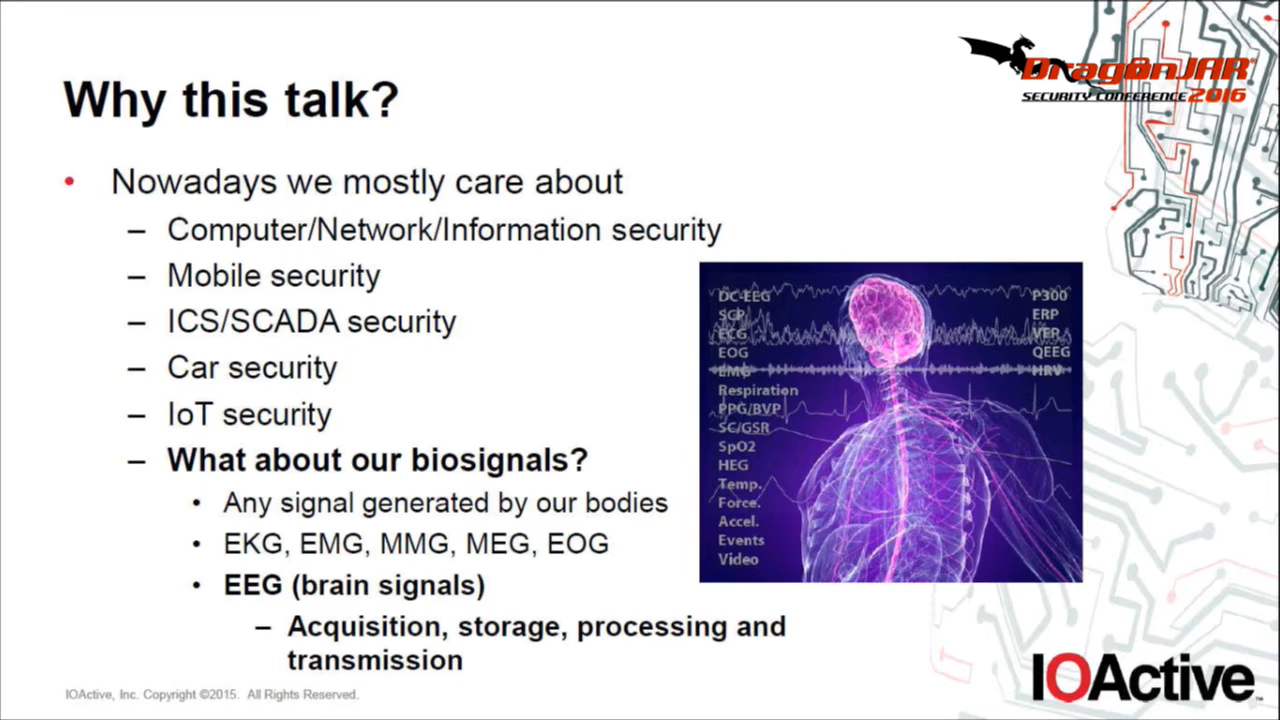 DragonJAR
SECURITY CONFERENCE 2016
Why this talk?
• Nowadays we mostly care about
– Computer/Network/Information security
– Mobile security
– ICS/SCADA security
– Car security
– IoT security
– What about our biosignals?
• Any signal generated by our bodies
• EKG, EMG, MMG, MEG, EOG
• EEG (brain signals)
– Acquisition, storage, processing and
transmission
DC-EEG
SCP
ECG
EOG
EMG
Respiration
PPG/BVP
SC/GSR
SpO2
HEG
Temp.
Force.
Accel.
Events
Video
P300
ERP
VEP
QEEG
HRV
IOActive, Inc. Copyright ©2015. All Rights Reserved.
IOActive™